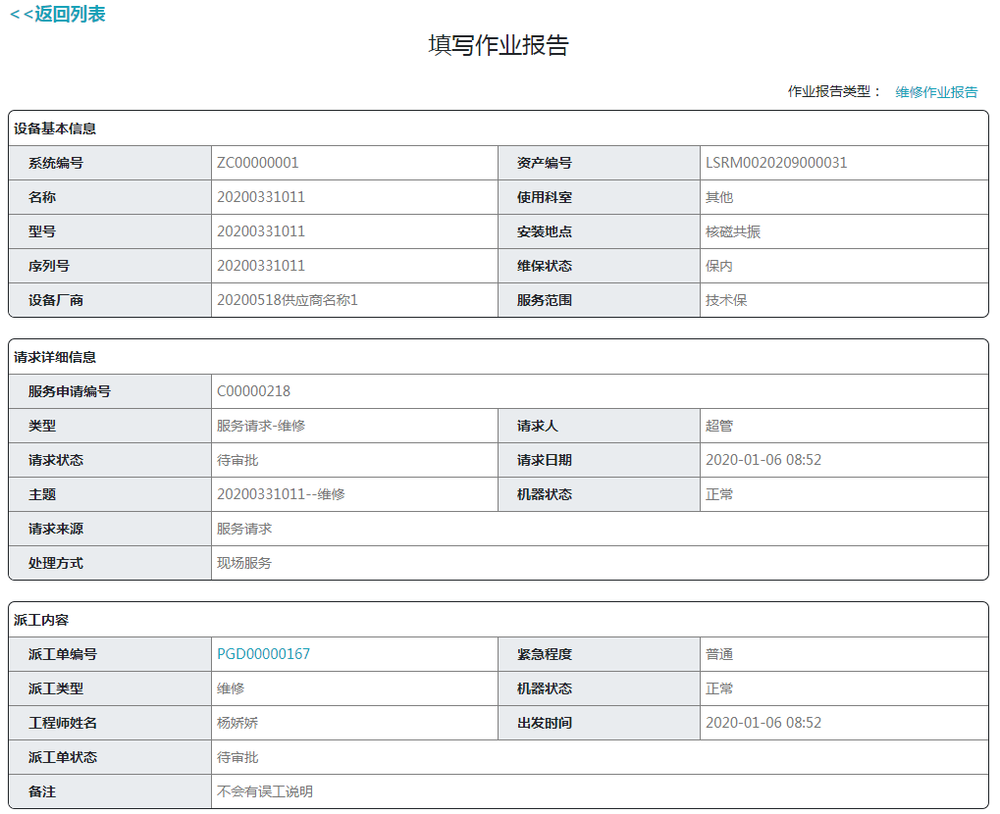 <<返回列表
填写作业报告
作业报告类型： 维修作业报告
设备基本信息
系统编号 ZC00000001 资产编号 LSRM0020209000031
名称 20200331011 使用科室 其他
型号 20200331011 安装地点 核磁共振
序列号 20200331011 维保状态 保内
设备厂商 20200518供应商名称1 服务范围 技术保
请求详细信息
服务申请编号 C00000218
类型 服务请求-维修 请求人 超管
请求状态 待审批 请求日期 2020-01-06 08:52
主题 20200331011--维修 机器状态 正常
请求来源 服务请求
处理方式 现场服务
派工内容
派工单编号 PGD00000167 紧急程度 普通
派工类型 维修 机器状态 正常
工程师姓名 杨娇娇 出发时间 2020-01-06 08:52
派工单状态 待审批
备注 不会有误工说明